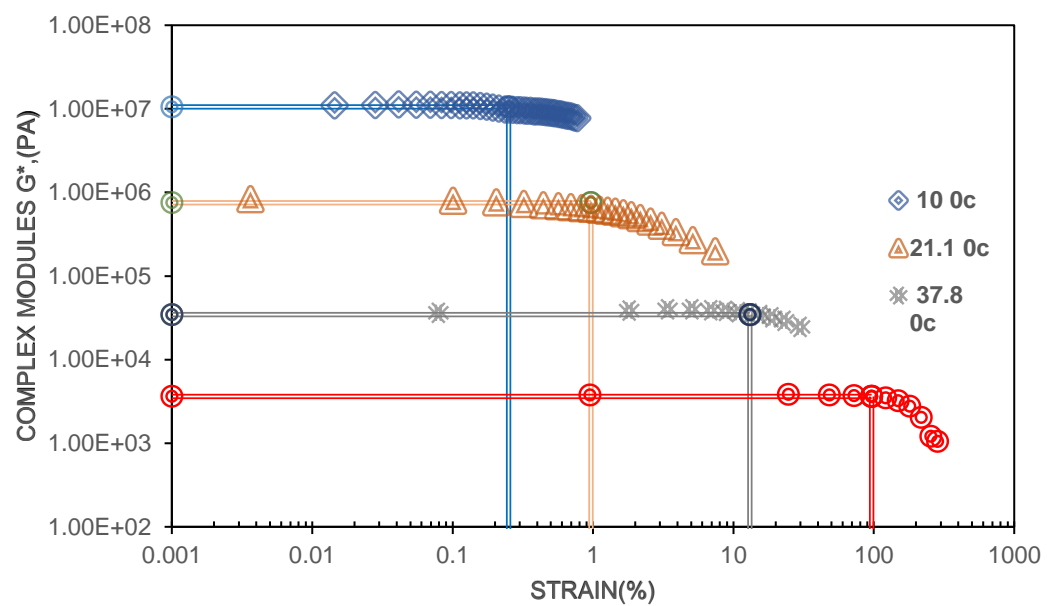 1.00E+08
1.00E+07
1.00E+06
1.00E+05
1.00E+04
1.00E+03
1.00E+02
COMPLEX MODULES G*,(PA)
10 0c
21.1 0c
37.8
0c
0.001 0.01 0.1 1 10 100 1000
STRAIN(%)